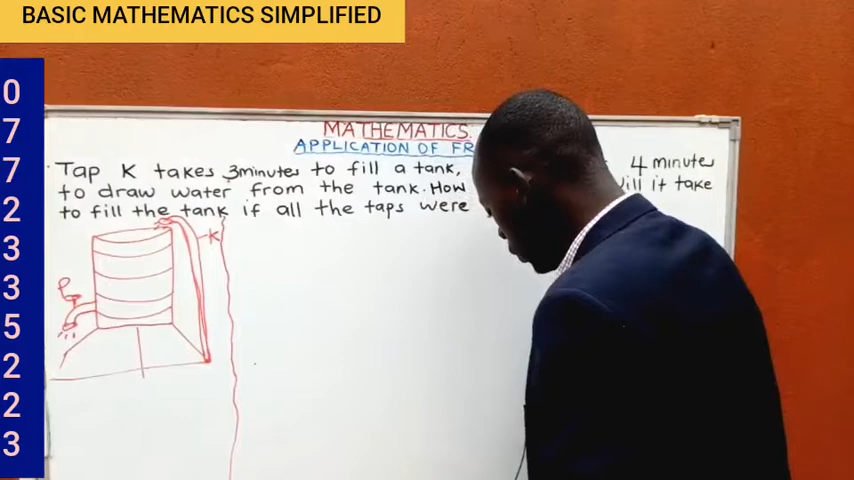 BASIC MATHEMATICS SIMPLIFIED
0
7
7
2
3
3
5
2
2
3
MATHEMATICS
APPLICATION OF FR
Tap K takes 3minutes to fill a tank, 4 minutes
to draw water from the tank. How will it take
to fill the tank if all the taps were
K
P